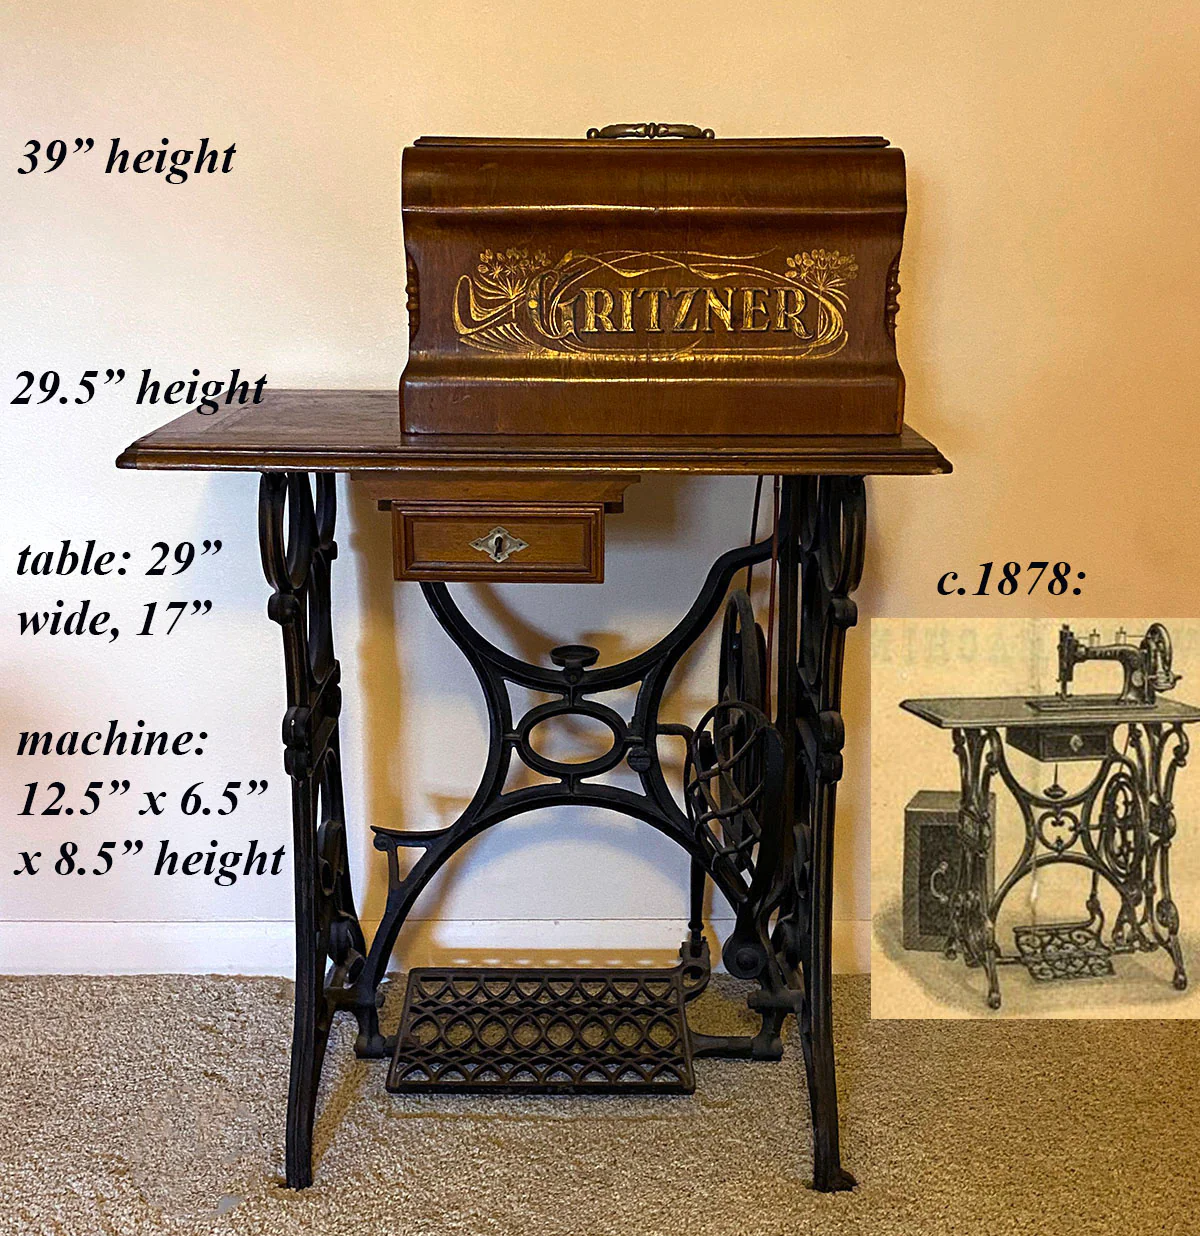 39” height
GRITZNER
29.5” height
table: 29”
wide, 17”
c.1878:
machine:
12.5” x 6.5”
x 8.5” height